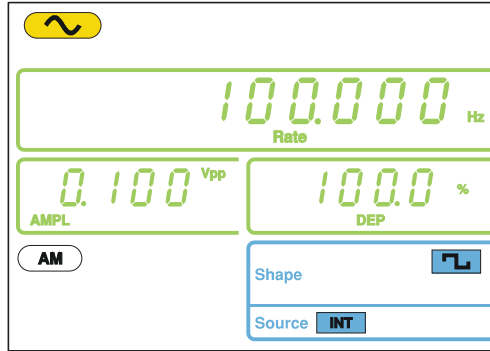 100.000 Hz
Rate
0.100 Vpp
AMPL
100.0 %
DEP
AM
Shape
Source INT